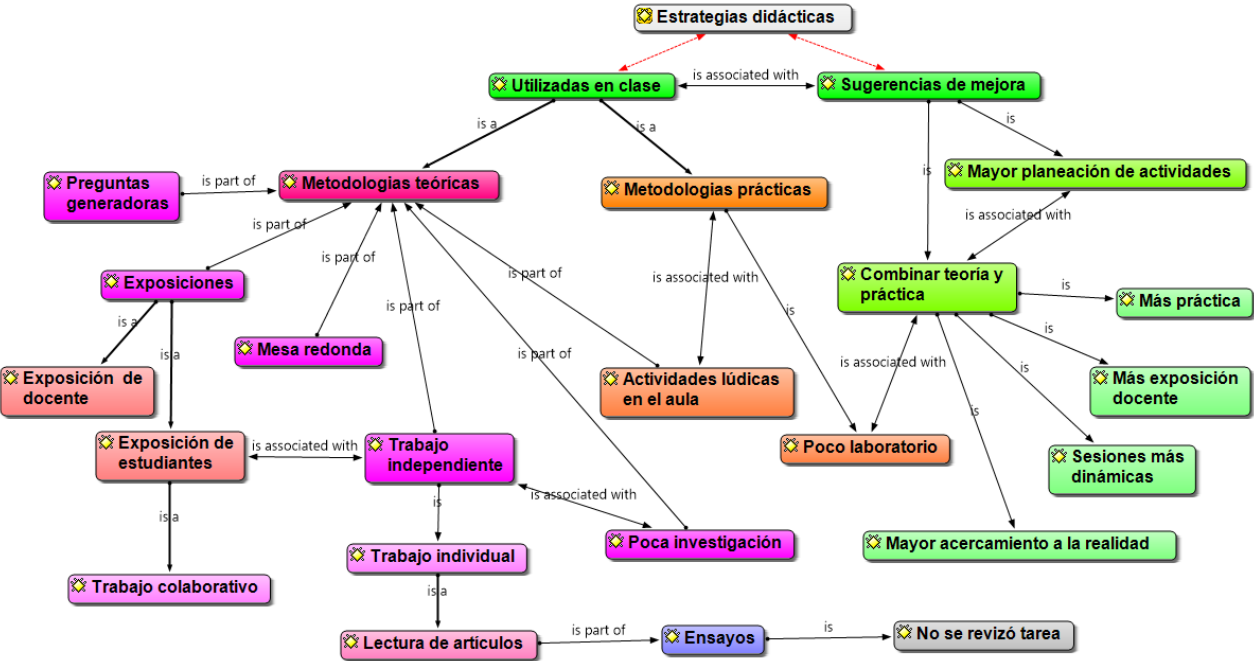 Estrategias didácticas
Utilizadas en clase
is associated with
Sugerencias de mejora
is a
is a
is
is
Mayor planeación de actividades
Preguntas
generadoras
is part of
Metodologias teóricas
Metodologias prácticas
is associated with
is part of
is part of
is part of
is part of
is part of
is associated with
is
Exposiciones
Combinar teoría y
práctica
is
Más práctica
is a
is a
Mesa redonda
is
is
is
is associated with
Exposición de
docente
Actividades lúdicas
en el aula
Más exposición
docente
Exposición de
estudiantes
is associated with
Trabajo
independiente
Poco laboratorio
Sesiones más
dinámicas
is a
is
is associated with
Poca investigación
Mayor acercamiento a la realidad
Trabajo individual
Trabajo colaborativo
is a
Lectura de artículos
is part of
Ensayos
is
No se revizó tarea